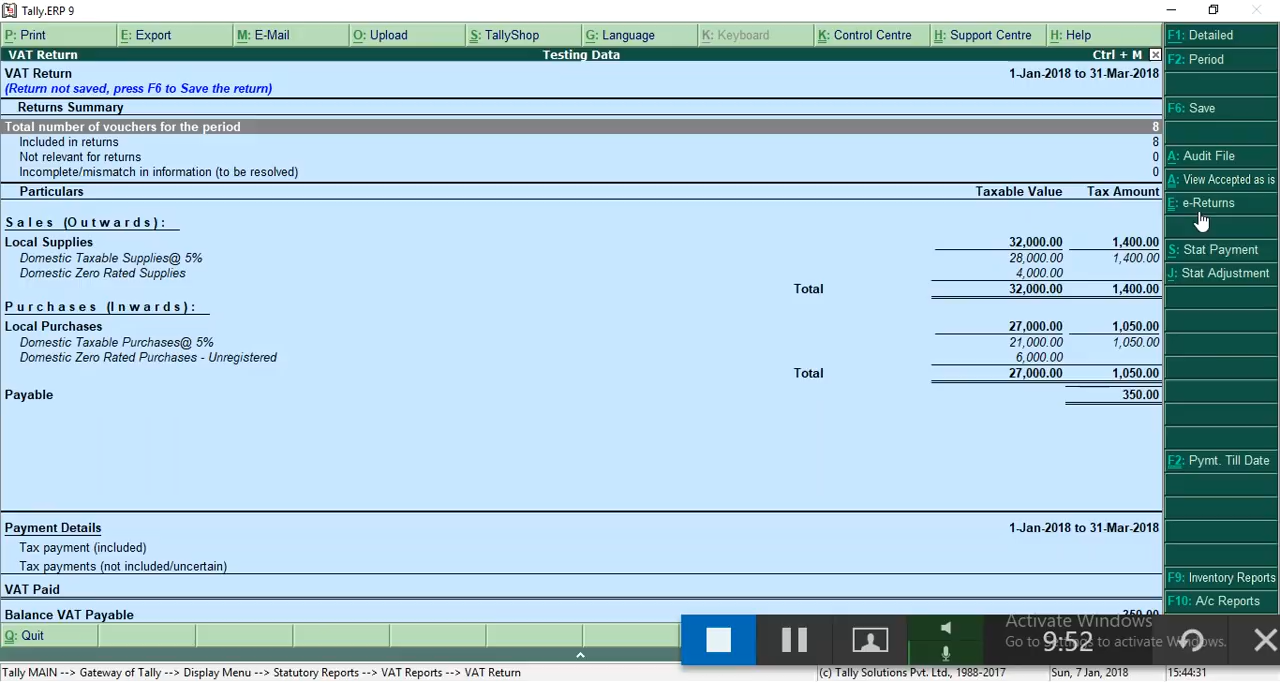 Tally.ERP 9
P: Print E: Export M: E-Mail O: Upload S: TallyShop G: Language K: Keyboard K: Control Centre H: Support Centre H: Help
VAT Return Testing Data Ctrl + M
VAT Return 1-Jan-2018 to 31-Mar-2018
(Return not saved, press F6 to Save the return)
Returns Summary
Total number of vouchers for the period 8
Included in returns 8
Not relevant for returns 0
Incomplete/mismatch in information (to be resolved) 0
Particulars Taxable Value Tax Amount
Sales (Outwards):
Local Supplies 32,000.00 1,400.00
Domestic Taxable Supplies@ 5% 28,000.00 1,400.00
Domestic Zero Rated Supplies 4,000.00
Total 32,000.00 1,400.00
Purchases (Inwards):
Local Purchases 27,000.00 1,050.00
Domestic Taxable Purchases@ 5% 21,000.00 1,050.00
Domestic Zero Rated Purchases - Unregistered 6,000.00
Total 27,000.00 1,050.00
Payable 350.00
Payment Details 1-Jan-2018 to 31-Mar-2018
Tax payment (included)
Tax payments (not included/uncertain)
VAT Paid
Balance VAT Payable 350.00
Q: Quit
F1: Detailed
F2: Period
F6: Save
A: Audit File
A: View Accepted as is
E: e-Returns
S: Stat Payment
J: Stat Adjustment
F2: Pymt. Till Date
F9: Inventory Reports
F10: A/c Reports
Activate Windows
Go to Settings to activate Windows.
9:52
Tally MAIN --> Gateway of Tally --> Display Menu --> Statutory Reports --> VAT Reports --> VAT Return (c) Tally Solutions Pvt. Ltd., 1988-2017 Sun, 7 Jan, 2018 15:44:31